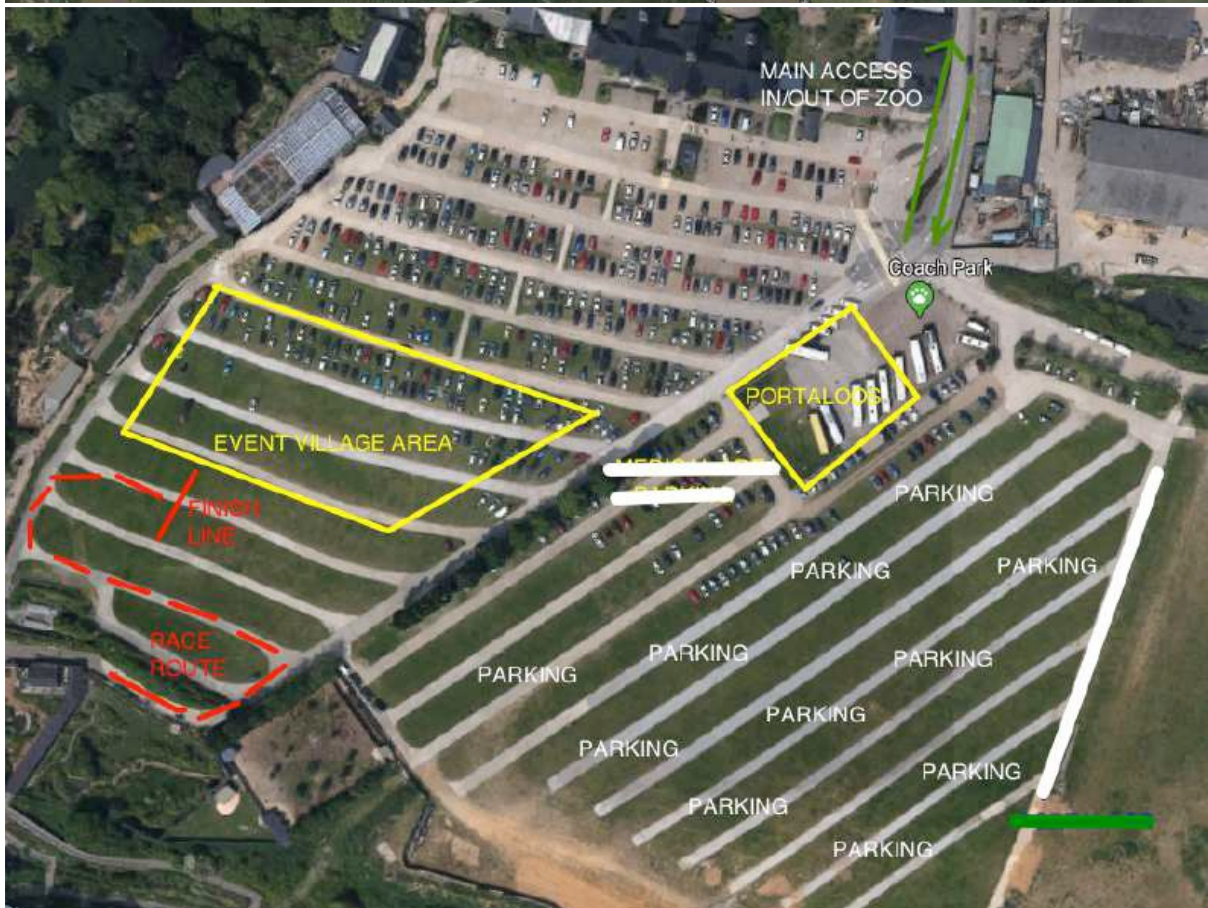 MAIN ACCESS
IN/OUT OF ZOO
Coach Park
PORTALOOS
EVENT VILLAGE AREA
FINISH
LINE
RACE
ROUTE
PARKING
PARKING
PARKING
PARKING
PARKING
PARKING
PARKING
PARKING
PARKING
PARKING
PARKING